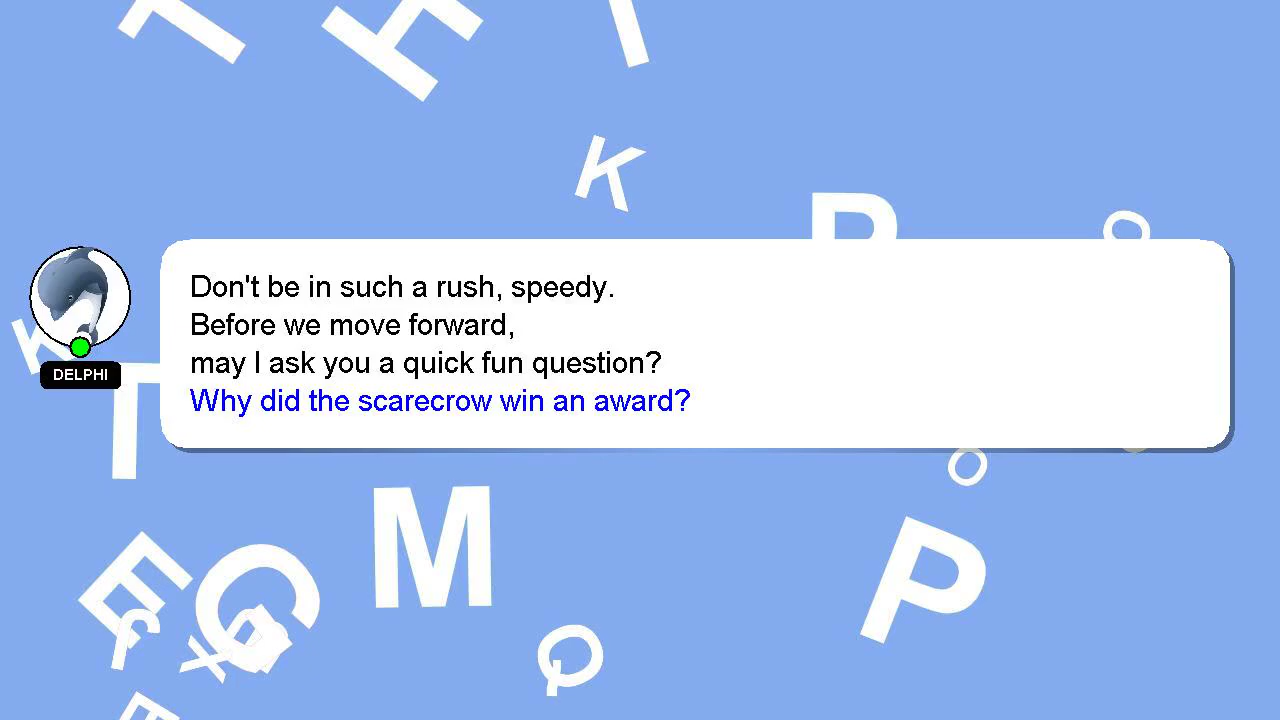 Don't be in such a rush, speedy.
Before we move forward,
may I ask you a quick fun question?
Why did the scarecrow win an award?
DELPHI
T
H
K
P
O
K
T
O
M
P
E
G
J
X
Q
E